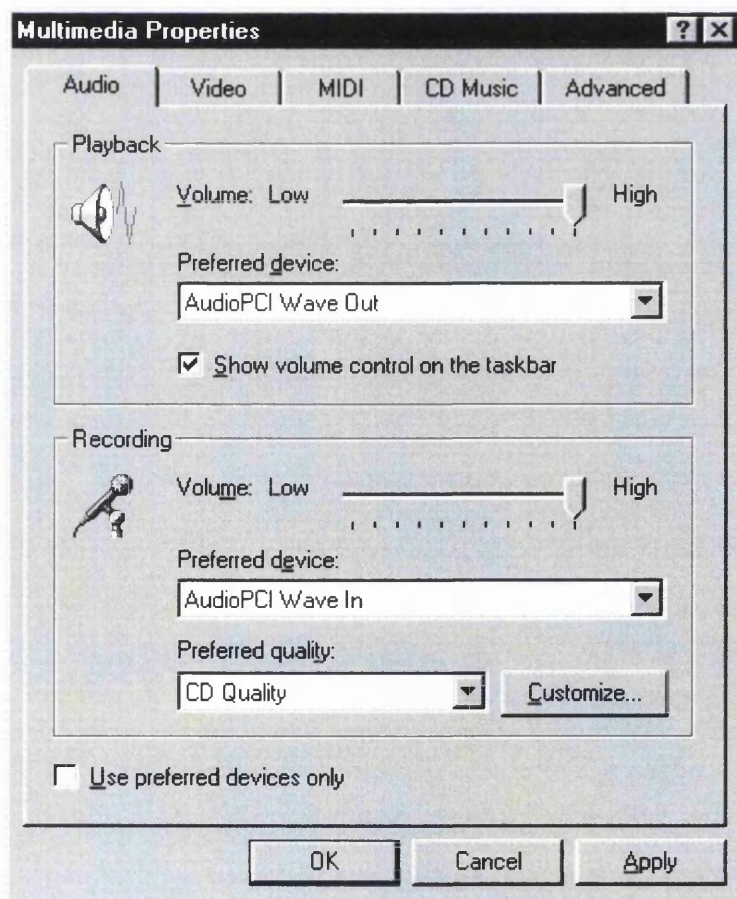 Multimedia Properties
Audio Video MIDI CD Music Advanced
Playback
Volume: Low High
Preferred device:
AudioPCI Wave Out
Show volume control on the taskbar
Recording
Volume: Low High
Preferred device:
AudioPCI Wave In
Preferred quality:
CD Quality Customize...
Use preferred devices only
OK Cancel Apply